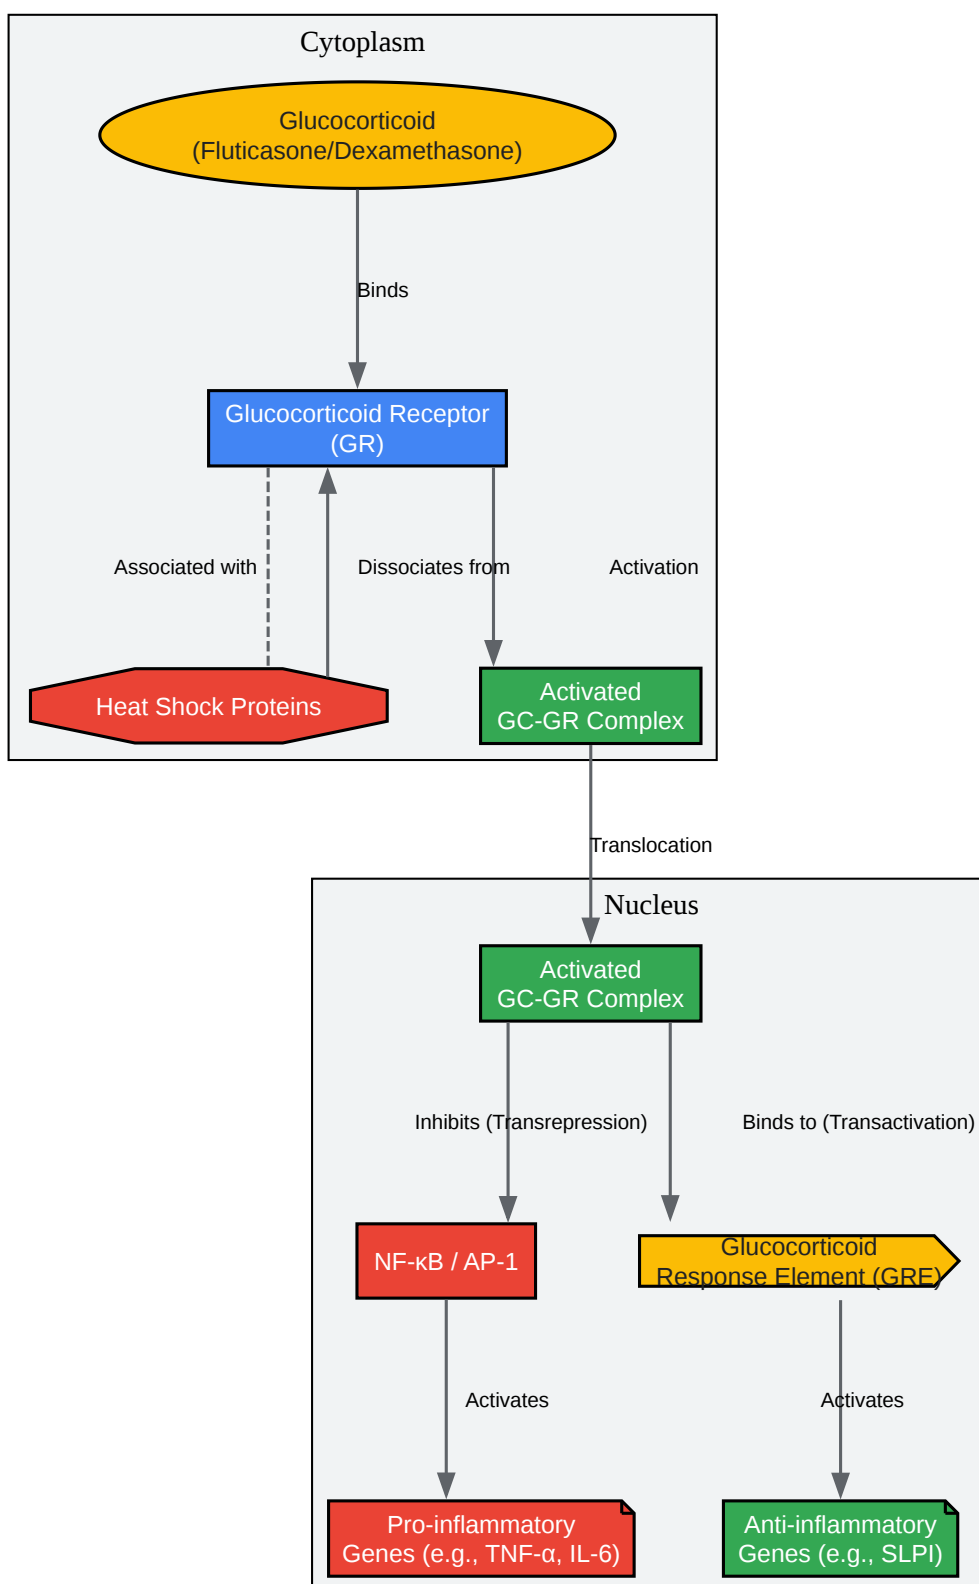 Cytoplasm
Glucocorticoid
(Fluticasone/Dexamethasone)
Binds
Glucocorticoid Receptor
(GR)
Associated with
Dissociates from
Activation
Heat Shock Proteins
Activated
GC-GR Complex
Translocation
Nucleus
Activated
GC-GR Complex
Inhibits (Transrepression)
Binds to (Transactivation)
NF-κB / AP-1
Glucocorticoid
Response Element (GRE)
Activates
Activates
Pro-inflammatory
Genes (e.g., TNF-α, IL-6)
Anti-inflammatory
Genes (e.g., SLPI)